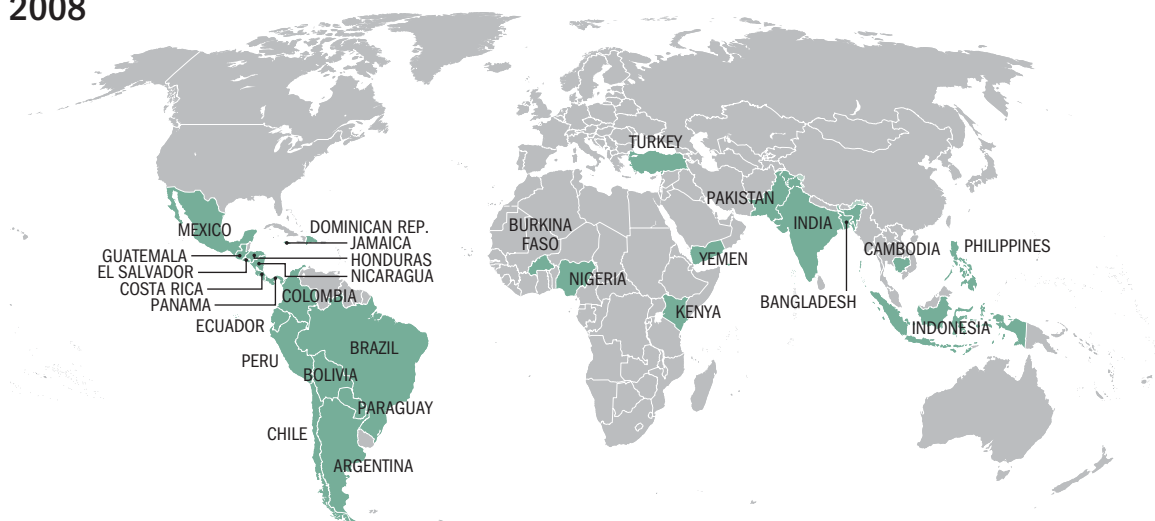 2008
TURKEY
PAKISTAN
INDIA
BURKINA
FASO
NIGERIA
YEMEN
KENYA
CAMBODIA
PHILIPPINES
BANGLADESH
INDONESIA
MEXICO
DOMINICAN REP.
JAMAICA
HONDURAS
NICARAGUA
GUATEMALA
EL SALVADOR
COSTA RICA
PANAMA
COLOMBIA
ECUADOR
PERU
BRAZIL
BOLIVIA
PARAGUAY
CHILE
ARGENTINA